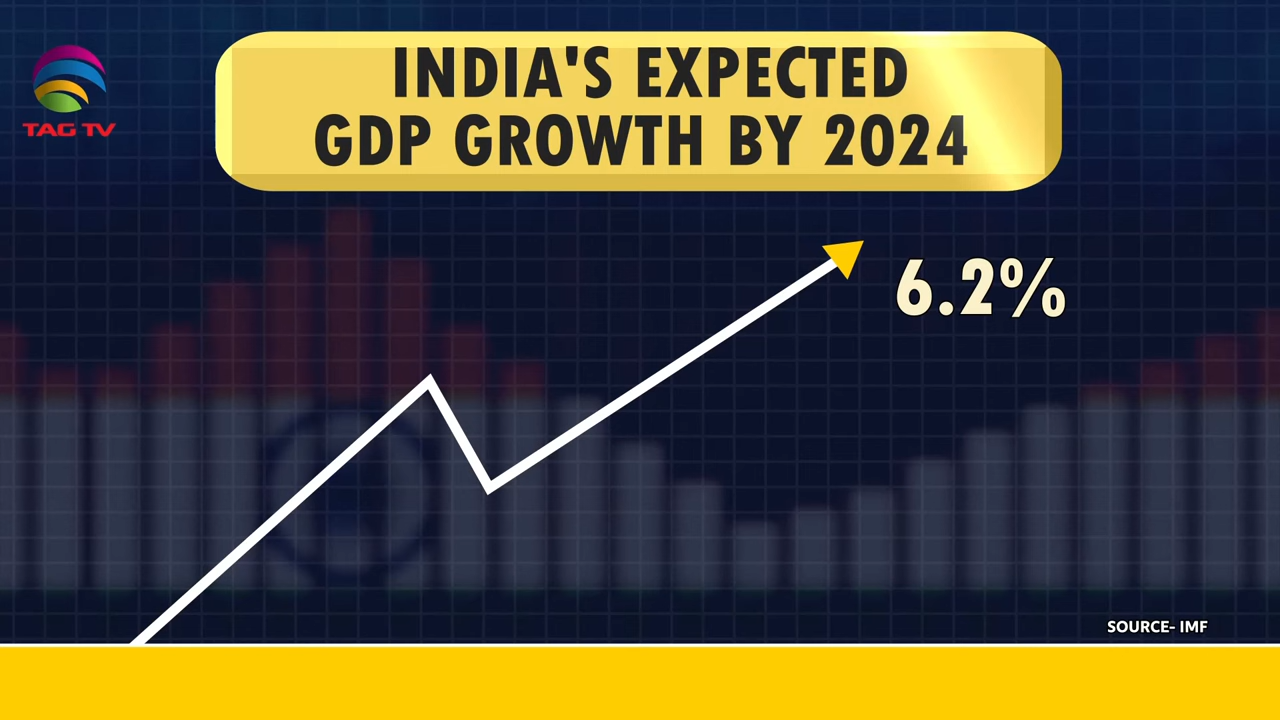 TAG TV
INDIA'S EXPECTED
GDP GROWTH BY 2024
6.2%
SOURCE- IMF